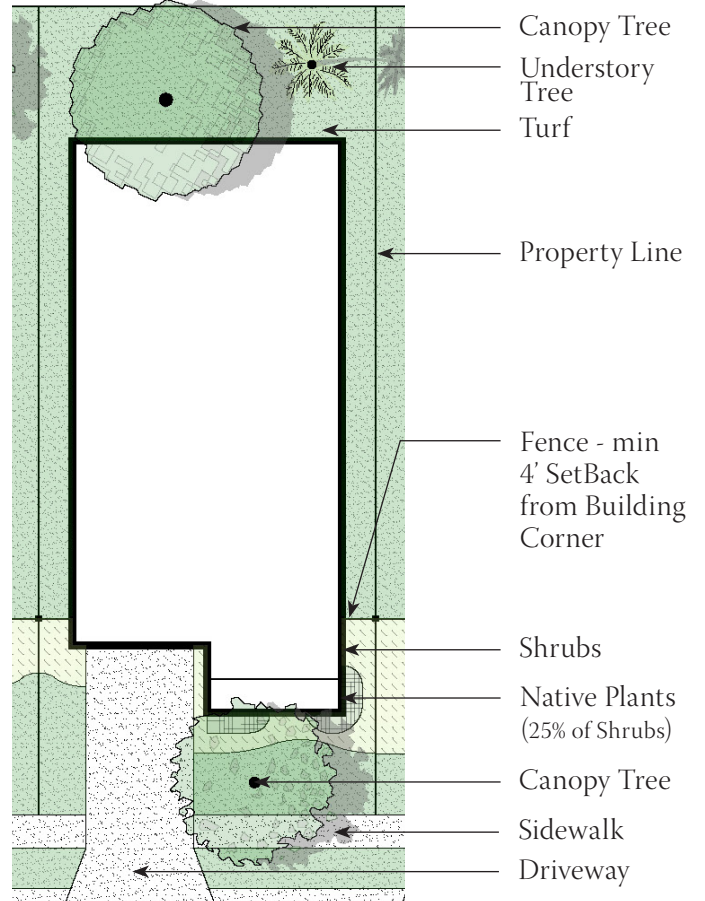 Canopy Tree
Understory
Tree
Turf
Property Line
Fence - min
4’ SetBack
from Building
Corner
Shrubs
Native Plants
(25% of Shrubs)
Canopy Tree
Sidewalk
Driveway